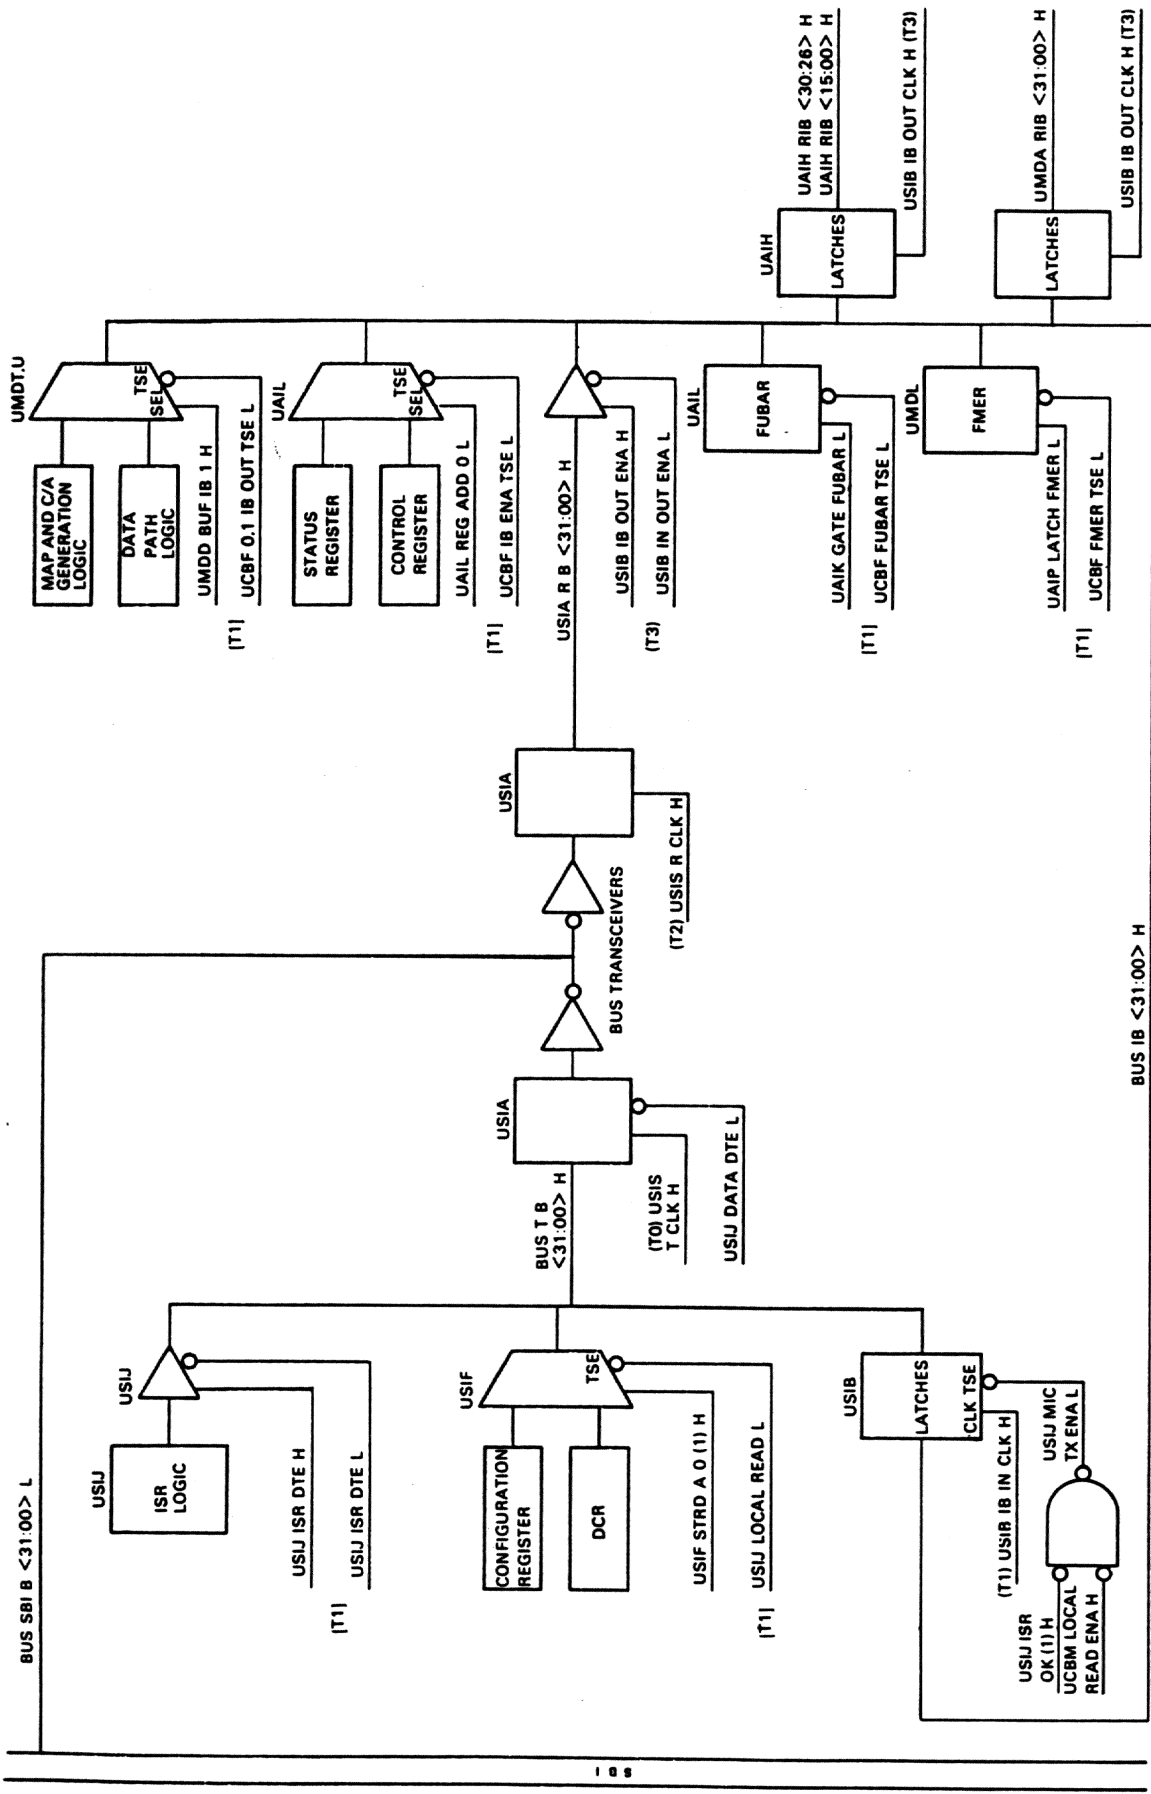 BUS SBI B <31:00> L
SBI
USIJ
ISR
LOGIC
USIJ
USIJ ISR DTE H
[T1]
USIJ ISR DTE L
CONFIGURATION
REGISTER
DCR
USIF
TSE
USIF STRD A 0 (1) H
[T1]
USIJ LOCAL READ L
USIB
LATCHES
CLK TSE
USIJ MIC
TX ENA L
(T1) USIB IB IN CLK H
USIJ ISR
OK (1) H
UCBM LOCAL
READ ENA H
BUS T B
<31:00> H
USIA
(T0) USIS
T CLK H
USIJ DATA DTE L
BUS TRANSCEIVERS
USIA
(T2) USIS R CLK H
BUS IB <31:00> H
UMDT.U
MAP AND C/A
GENERATION
LOGIC
DATA
PATH
LOGIC
SEL
TSE
UMDD BUF IB 1 H
[T1]
UCBF 0.1 IB OUT TSE L
UAIL
STATUS
REGISTER
CONTROL
REGISTER
SEL
TSE
UAIL REG ADD 0 L
[T1]
UCBF IB ENA TSE L
USIA R B <31:00> H
USIB IB OUT ENA H
(T3)
USIB IN OUT ENA L
UAIL
FUBAR
UAIK GATE FUBAR L
[T1]
UCBF FUBAR TSE L
UMDL
FMER
UAIP LATCH FMER L
[T1]
UCBF FMER TSE L
UAIH
LATCHES
UAIH RIB <30:26> H
UAIH RIB <15:00> H
USIB IB OUT CLK H (T3)
LATCHES
UMDA RIB <31:00> H
USIB IB OUT CLK H (T3)